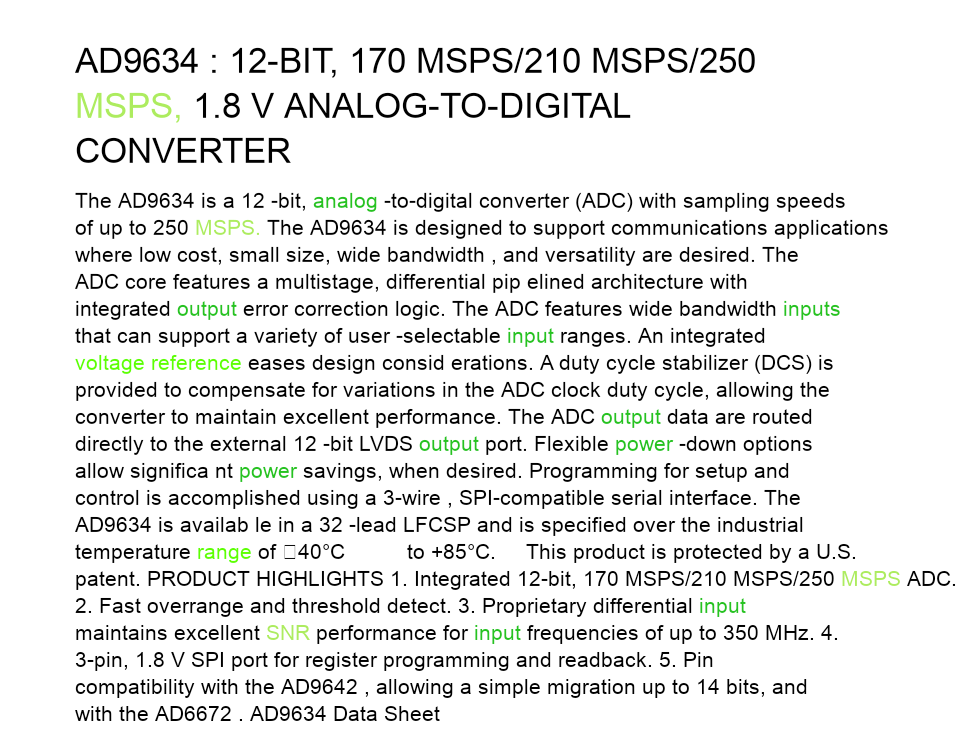 AD9634 : 12-BIT, 170 MSPS/210 MSPS/250
MSPS, 1.8 V ANALOG-TO-DIGITAL
CONVERTER
The AD9634 is a 12 -bit, analog -to-digital converter (ADC) with sampling speeds
of up to 250 MSPS. The AD9634 is designed to support communications applications
where low cost, small size, wide bandwidth , and versatility are desired. The
ADC core features a multistage, differential pip elined architecture with
integrated output error correction logic. The ADC features wide bandwidth inputs
that can support a variety of user -selectable input ranges. An integrated
voltage reference eases design consid erations. A duty cycle stabilizer (DCS) is
provided to compensate for variations in the ADC clock duty cycle, allowing the
converter to maintain excellent performance. The ADC output data are routed
directly to the external 12 -bit LVDS output port. Flexible power -down options
allow significa nt power savings, when desired. Programming for setup and
control is accomplished using a 3-wire , SPI-compatible serial interface. The
AD9634 is availab le in a 32 -lead LFCSP and is specified over the industrial
temperature range of 40°C to +85°C. This product is protected by a U.S.
patent. PRODUCT HIGHLIGHTS 1. Integrated 12-bit, 170 MSPS/210 MSPS/250 MSPS ADC.
2. Fast overrange and threshold detect. 3. Proprietary differential input
maintains excellent SNR performance for input frequencies of up to 350 MHz. 4.
3-pin, 1.8 V SPI port for register programming and readback. 5. Pin
compatibility with the AD9642 , allowing a simple migration up to 14 bits, and
with the AD6672 . AD9634 Data Sheet